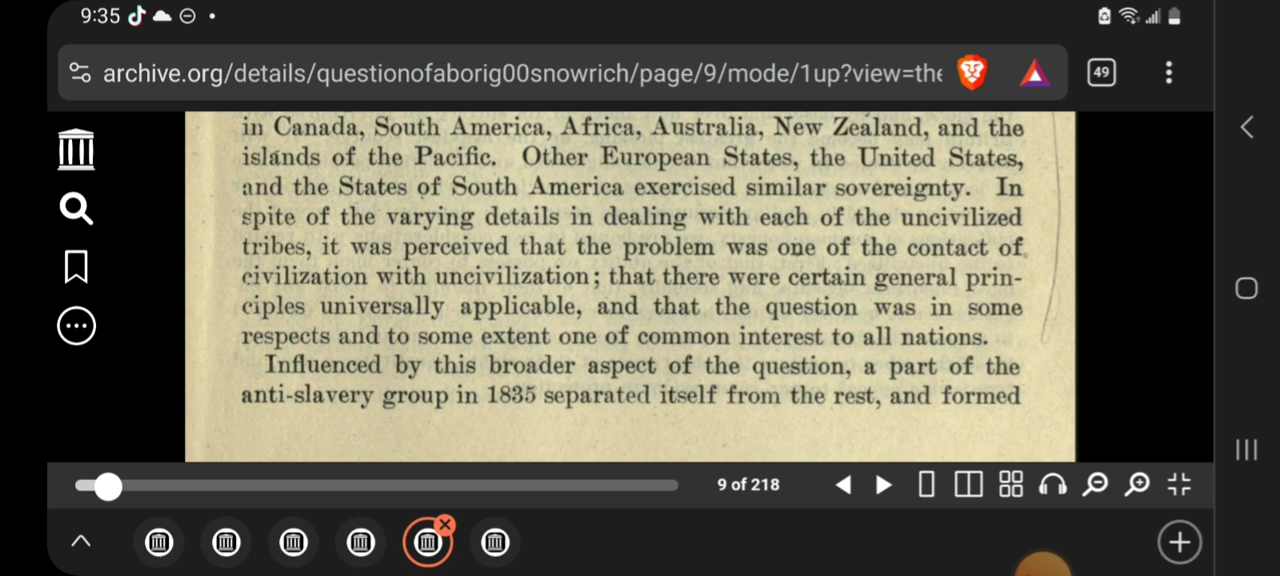 9:35
archive.org/details/questionofaborig00snowrich/page/9/mode/1up?view=the
49
in Canada, South America, Africa, Australia, New Zealand, and the
islands of the Pacific. Other European States, the United States,
and the States of South America exercised similar sovereignty. In
spite of the varying details in dealing with each of the uncivilized
tribes, it was perceived that the problem was one of the contact of
civilization with uncivilization; that there were certain general prin-
ciples universally applicable, and that the question was in some
respects and to some extent one of common interest to all nations.
Influenced by this broader aspect of the question, a part of the
anti-slavery group in 1835 separated itself from the rest, and formed
9 of 218